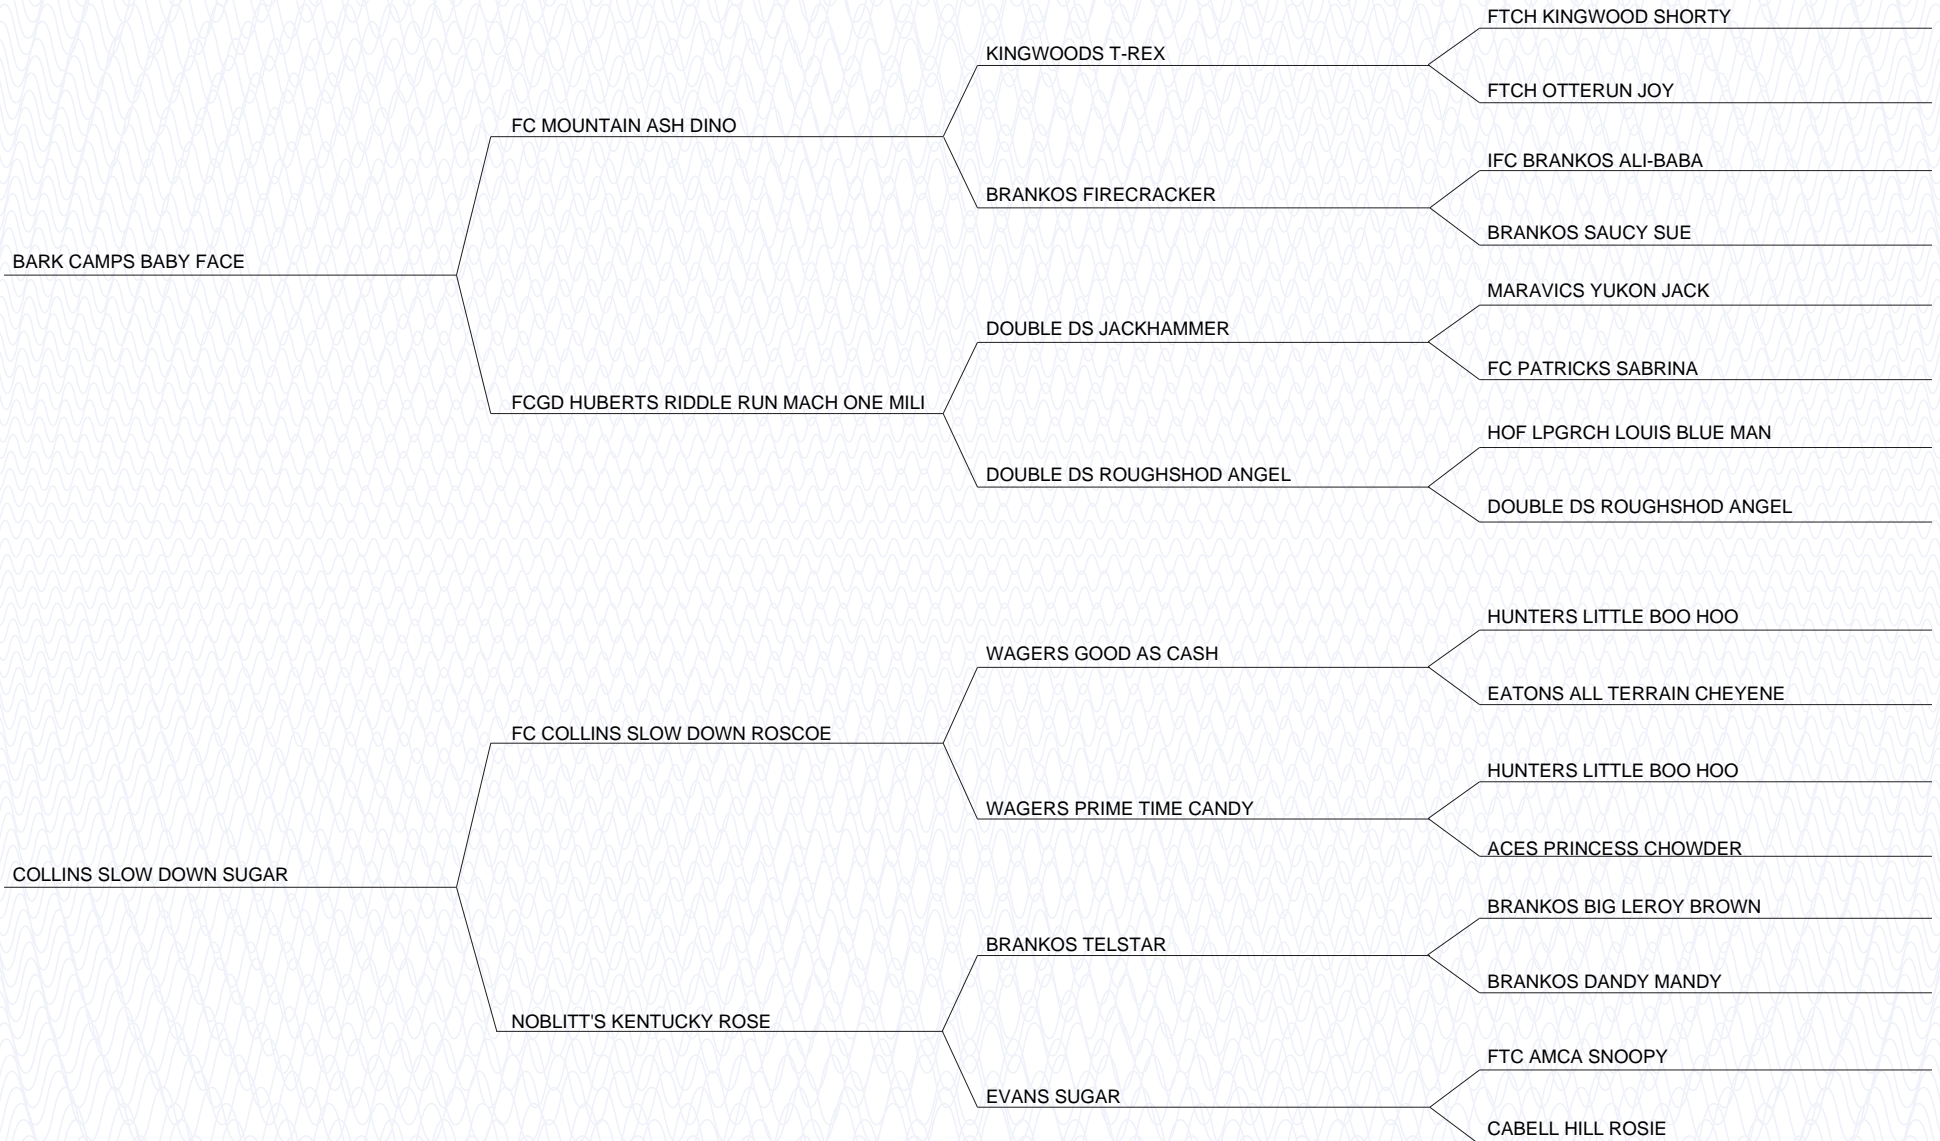 FTCH KINGWOOD SHORTY
KINGWOODS T-REX
FTCH OTTERUN JOY
FC MOUNTAIN ASH DINO
IFC BRANKOS ALI-BABA
BRANKOS FIRECRACKER
BRANKOS SAUCY SUE
BARK CAMPS BABY FACE
MARAVICS YUKON JACK
DOUBLE DS JACKHAMMER
FC PATRICKS SABRINA
FCGD HUBERTS RIDDLE RUN MACH ONE MILI
HOF LPGRCH LOUIS BLUE MAN
DOUBLE DS ROUGHSHOD ANGEL
DOUBLE DS ROUGHSHOD ANGEL
HUNTERS LITTLE BOO HOO
WAGERS GOOD AS CASH
EATONS ALL TERRAIN CHEYENE
FC COLLINS SLOW DOWN ROSCOE
HUNTERS LITTLE BOO HOO
WAGERS PRIME TIME CANDY
ACES PRINCESS CHOWDER
COLLINS SLOW DOWN SUGAR
BRANKOS BIG LEROY BROWN
BRANKOS TELSTAR
BRANKOS DANDY MANDY
NOBLITT'S KENTUCKY ROSE
FTC AMCA SNOOPY
EVANS SUGAR
CABELL HILL ROSIE